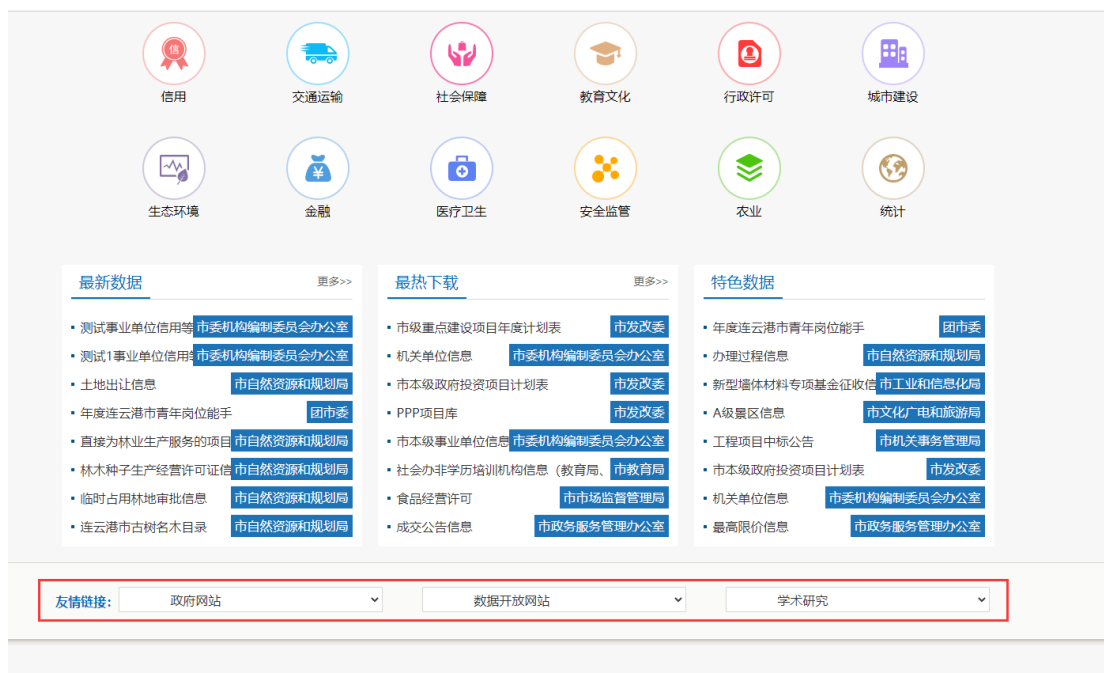 信
信用 交通运输 社会保障 教育文化 行政许可 城市建设
生态环境 金融 医疗卫生 安全监管 农业 统计
最新数据 更多>>
测试事业单位信用等 市委机构编制委员会办公室
测试1事业单位信用 市委机构编制委员会办公室
土地出让信息 市自然资源和规划局
年度连云港市青年岗位能手 团市委
直接为林业生产服务的项目 市自然资源和规划局
林木种子生产经营许可证信 市自然资源和规划局
临时占用林地审批信息 市自然资源和规划局
连云港市古树名木目录 市自然资源和规划局
最热下载 更多>>
市级重点建设项目年度计划表 市发改委
机关单位信息 市委机构编制委员会办公室
市本级政府投资项目计划表 市发改委
PPP项目库 市发改委
市本级事业单位信息 市委机构编制委员会办公室
社会办非学历培训机构信息（教育局、 市教育局
食品经营许可 市市场监督管理局
成交公告信息 市政务服务管理办公室
特色数据
年度连云港市青年岗位能手 团市委
办理过程信息 市自然资源和规划局
新型墙体材料专项基金征收信 市工业和信息化局
A级景区信息 市文化广电和旅游局
工程项目中标公告 市机关事务管理局
市本级政府投资项目计划表 市发改委
机关单位信息 市委机构编制委员会办公室
最高限价信息 市政务服务管理办公室
友情链接： 政府网站 数据开放网站 学术研究